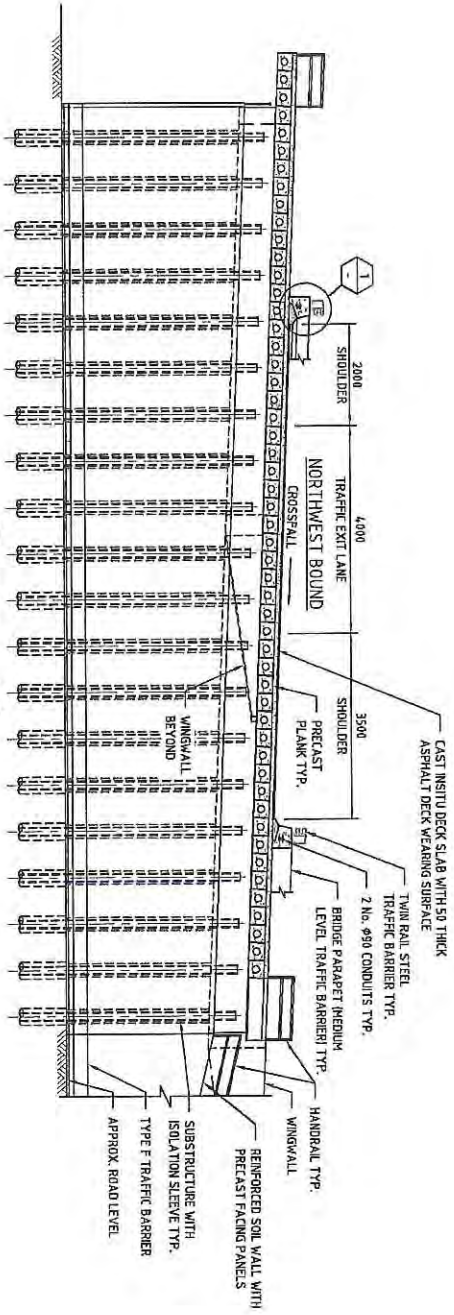 1
-
2000
SHOULDER
4000
TRAFFIC EXIT LANE
NORTHWEST BOUND
CROSSFALL
3500
SHOULDER
PRECAST
PLANK TYP.
WINGWALL
BEYOND
CAST INSITU DECK SLAB WITH 50 THICK
ASPHALT DECK WEARING SURFACE
TWIN RAIL STEEL
TRAFFIC BARRIER TYP.
2 No. φ90 CONDUITS TYP.
BRIDGE PARAPET (MEDIUM
LEVEL TRAFFIC BARRIER) TYP.
HANDRAIL TYP.
WINGWALL
REINFORCED SOIL WALL WITH
PRECAST FACING PANELS
SUBSTRUCTURE WITH
ISOLATION SLEEVE TYP.
TYPE F TRAFFIC BARRIER
APPROX. ROAD LEVEL